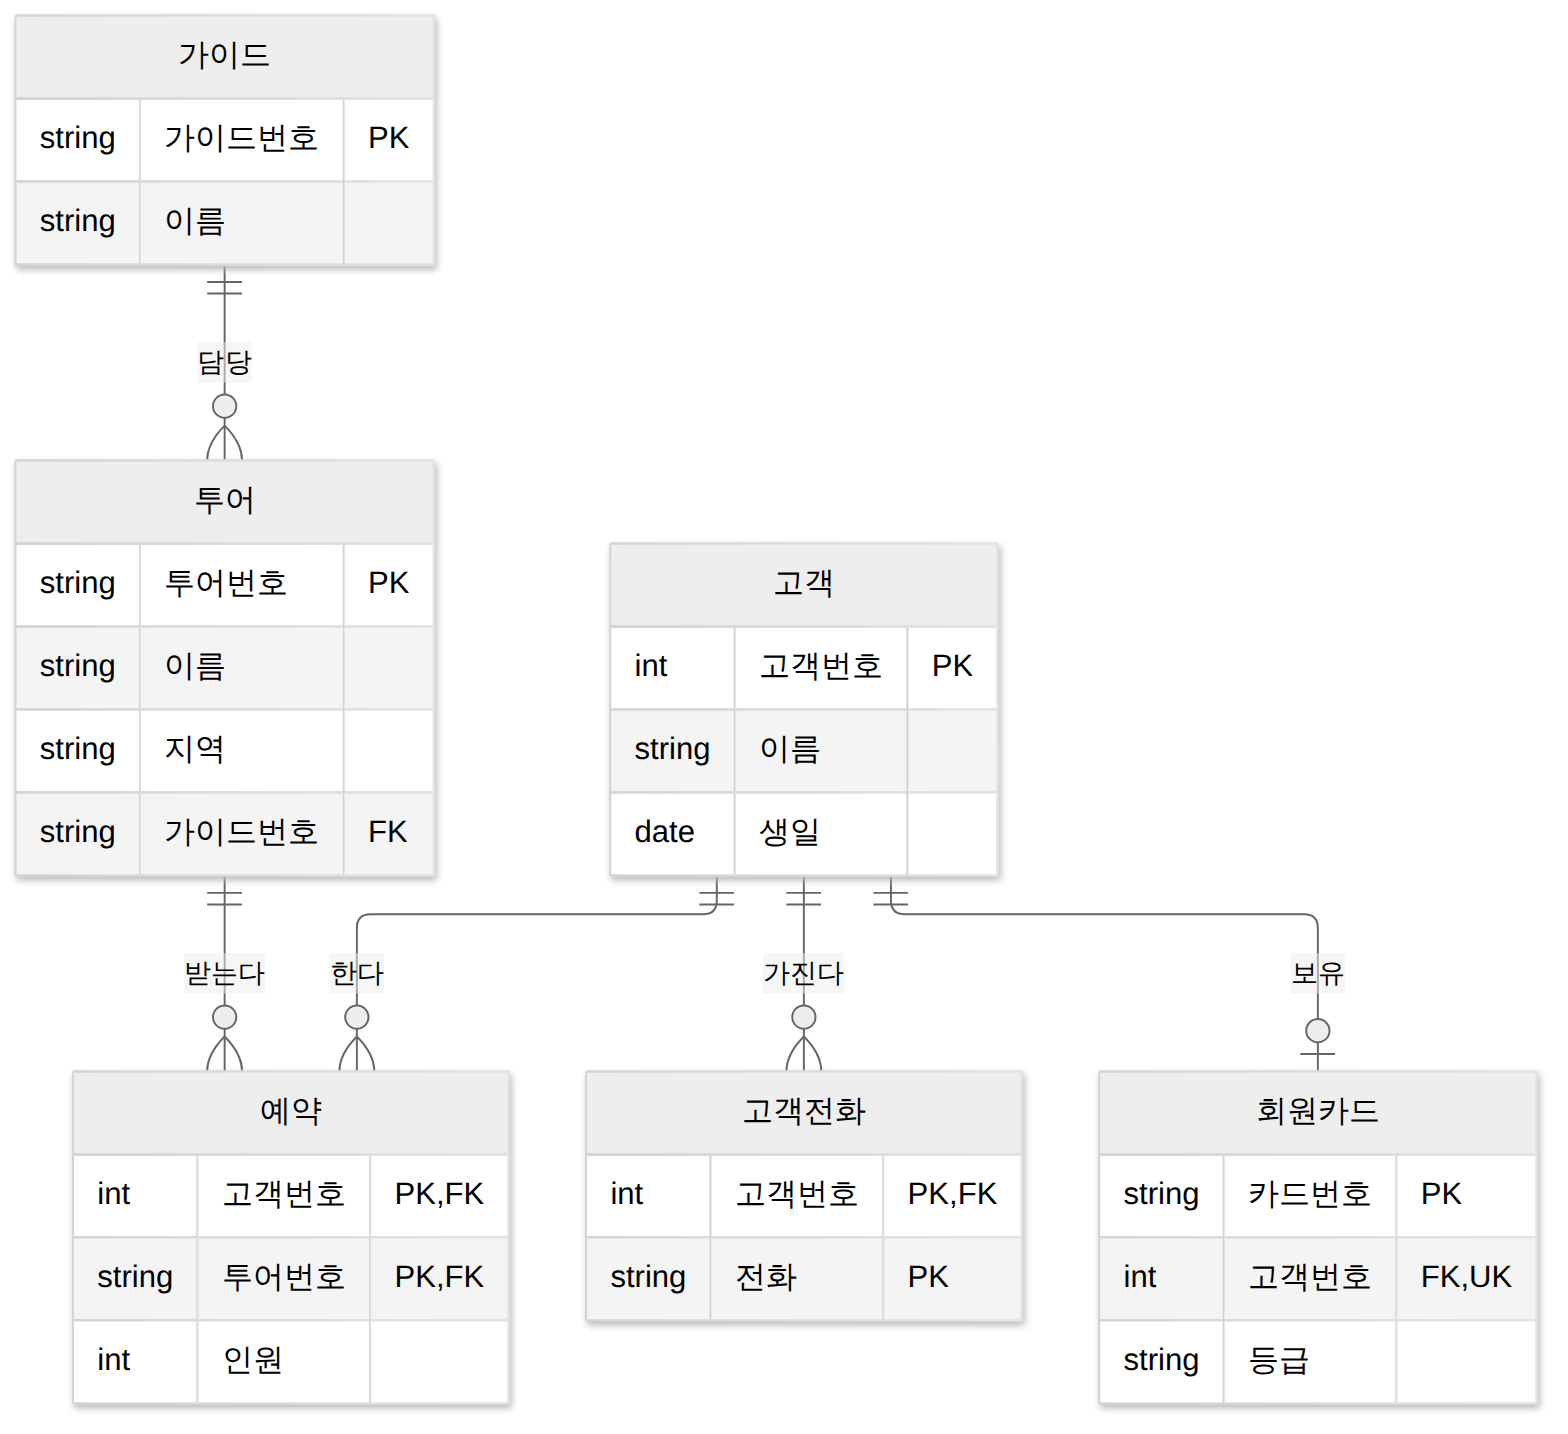 가이드
string 가이드번호 PK
string 이름
담당
투어
string 투어번호 PK
string 이름
string 지역
string 가이드번호 FK
고객
int 고객번호 PK
string 이름
date 생일
받는다 한다 가진다 보유
예약
int 고객번호 PK,FK
string 투어번호 PK,FK
int 인원
고객전화
int 고객번호 PK,FK
string 전화 PK
회원카드
string 카드번호 PK
int 고객번호 FK,UK
string 등급